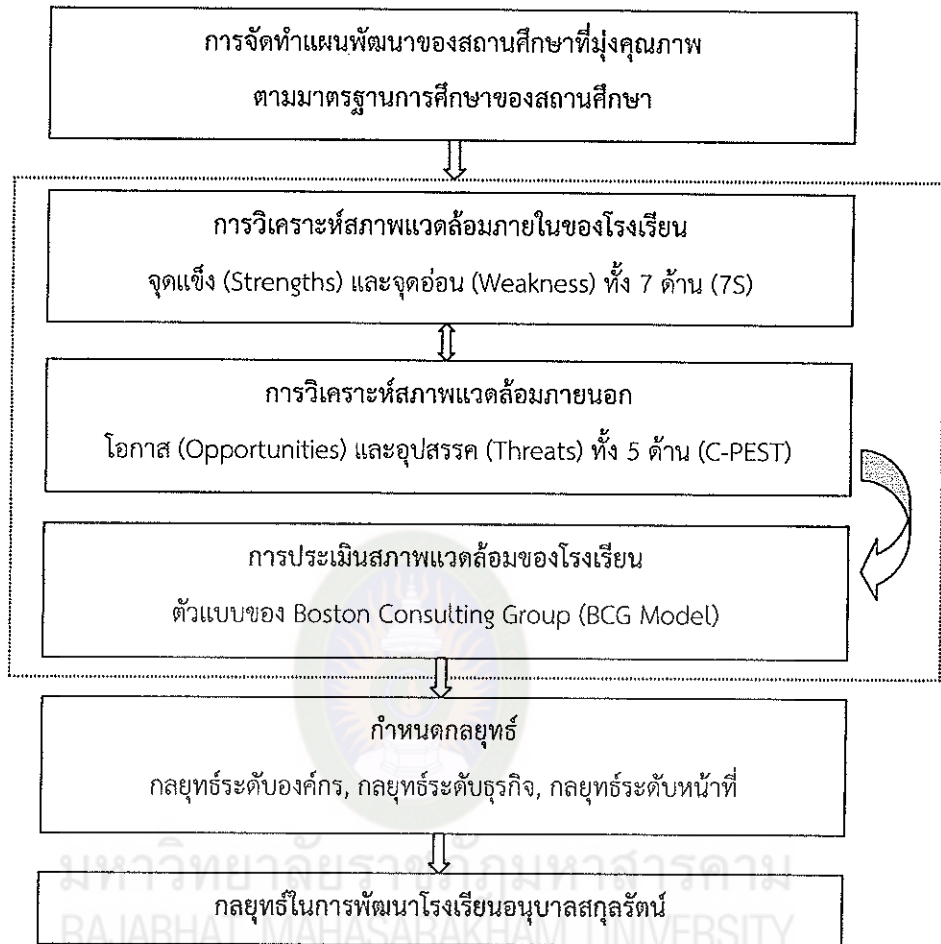 การจัดทำแผนพัฒนาของสถานศึกษาที่มุ่งคุณภาพ
ตามมาตรฐานการศึกษาของสถานศึกษา
การวิเคราะห์สภาพแวดล้อมภายในของโรงเรียน
จุดแข็ง (Strengths) และจุดอ่อน (Weakness) ทั้ง 7 ด้าน (7S)
การวิเคราะห์สภาพแวดล้อมภายนอก
โอกาส (Opportunities) และอุปสรรค (Threats) ทั้ง 5 ด้าน (C-PEST)
การประเมินสภาพแวดล้อมของโรงเรียน
ตัวแบบของ Boston Consulting Group (BCG Model)
กำหนดกลยุทธ์
กลยุทธ์ระดับองค์กร, กลยุทธ์ระดับธุรกิจ, กลยุทธ์ระดับหน้าที่
มหาวิทยาลัยราชภัฏมหาสารคาม
กลยุทธ์ในการพัฒนาโรงเรียนอนุบาลสกุลรัตน์
RAJABHAT MAHASARAKHAM UNIVERSITY